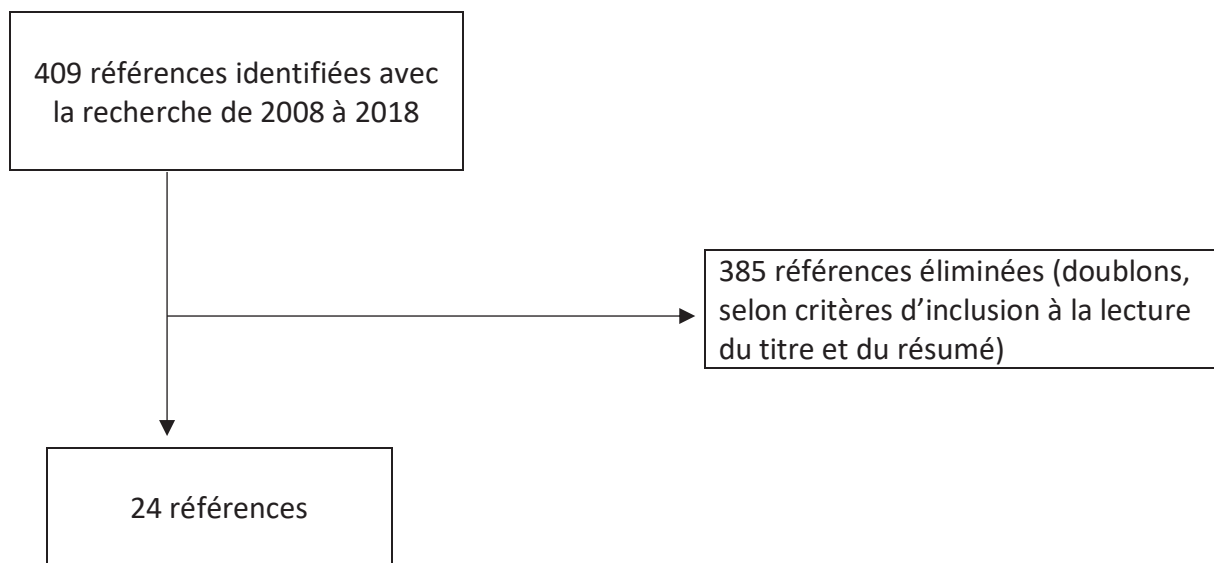 409 références identifiées avec
la recherche de 2008 à 2018
385 références éliminées (doublons,
selon critères d’inclusion à la lecture
du titre et du résumé)
24 références